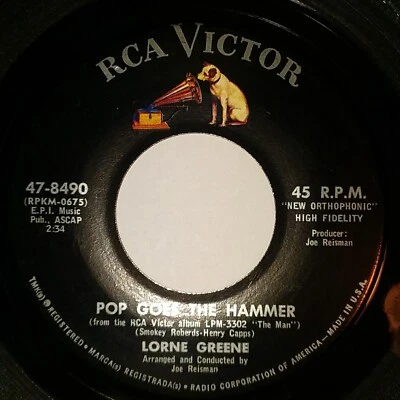 RCA VICTOR
47-8490
(RPKM-0675)
E.P.I. Music
Pub., ASCAP
2:34
45 R.P.M.
"NEW ORTHOPHONIC"
HIGH FIDELITY
Producer:
Joe Reisman
POP GOES THE HAMMER
(from the RCA Victor album LPM-3302 "The Man")
(Smokey Roberds-Henry Capps)
LORNE GREENE
Arranged and Conducted by
Joe Reisman
TMK(s) ® REGISTERED • MARCA(s) REGISTRADA(s) • RADIO CORPORATION OF AMERICA—MADE IN U.S.A.